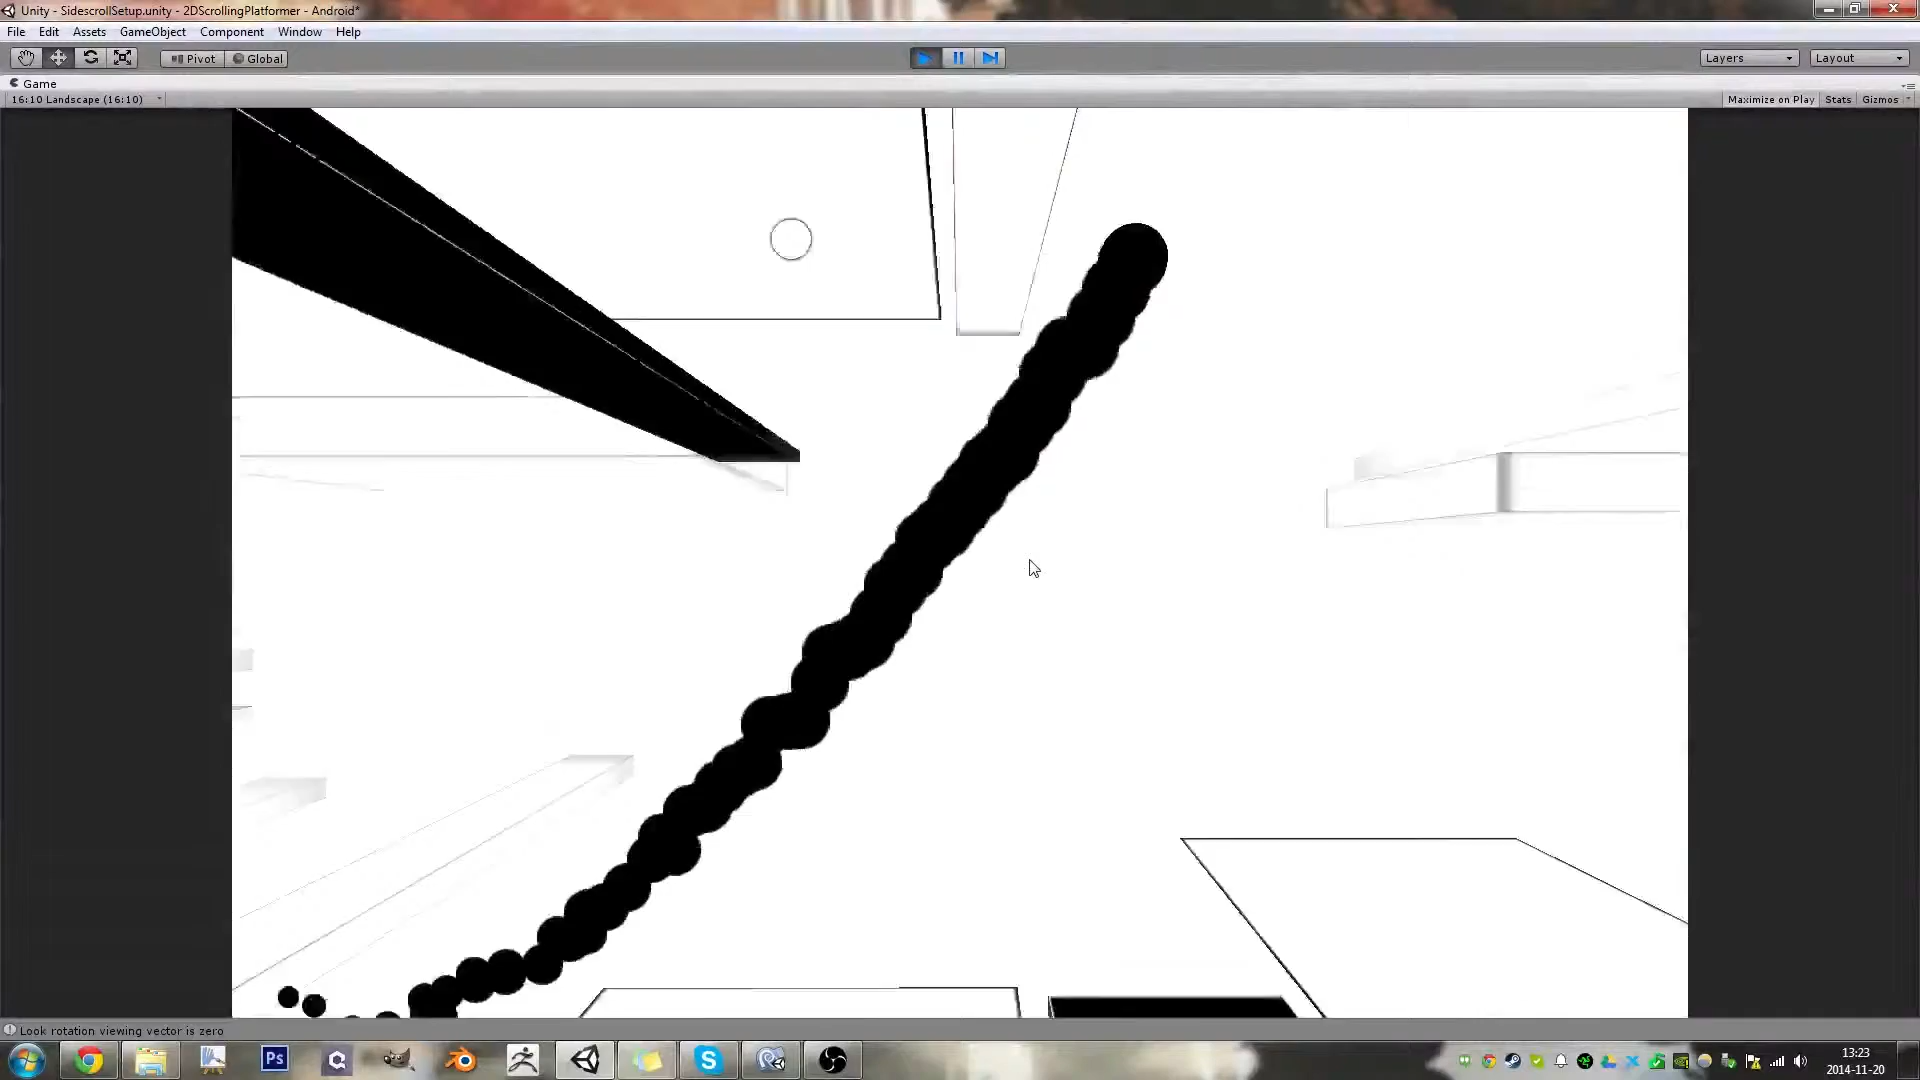 Unity - SidescrollSetup.unity - 2DScrollingPlatformer - Android*
File Edit Assets GameObject Component Window Help
Pivot Global Layers Layout
Game
16:10 Landscape (16:10) Maximize on Play Stats Gizmos
Look rotation viewing vector is zero
Ps
13:23
2014-11-20